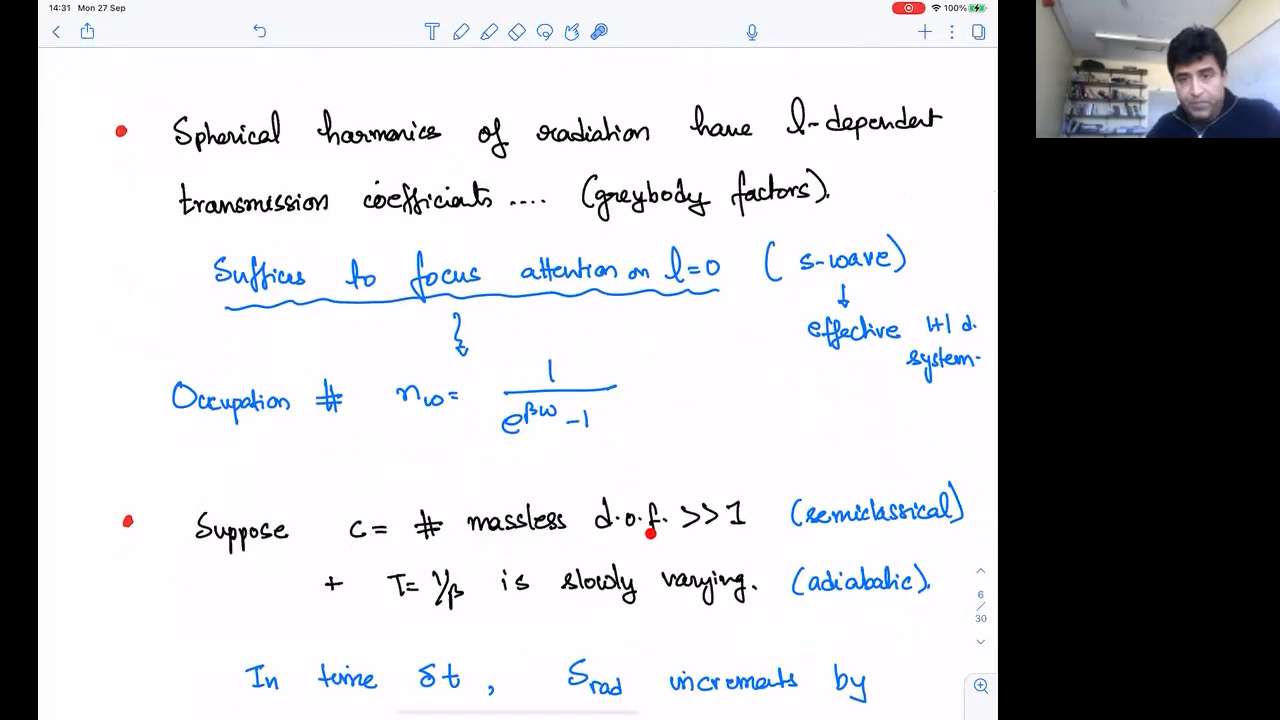 14:31 Mon 27 Sep
100%
Spherical harmonics of radiation have l-dependent
transmission coefficients .... (greybody factors).
Suffices to focus attention on l=0 (s-wave)
effective 1+1 d.
system.
Occupation # nω = 1 / (e^{βω} - 1)
Suppose c = # massless d.o.f. >> 1 (semiclassical)
+ T = 1/β is slowly varying. (adiabatic).
6
/
30
In time δt, S_rad increments by